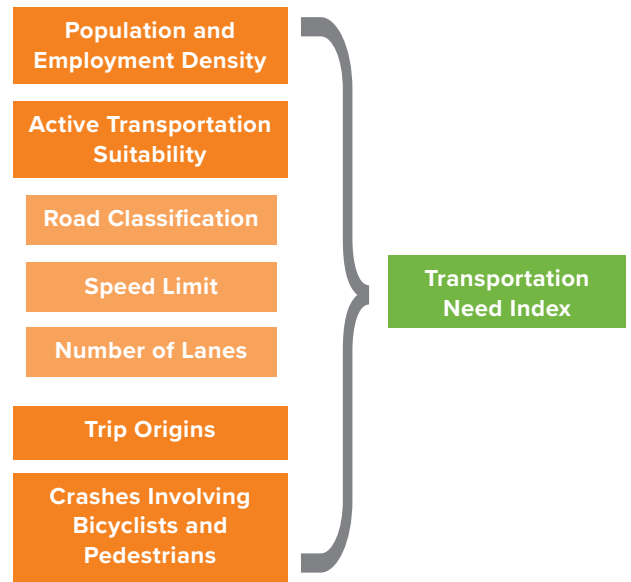 Population and
Employment Density
Active Transportation
Suitability
Road Classification
Speed Limit
Number of Lanes
Trip Origins
Crashes Involving
Bicyclists and
Pedestrians
Transportation
Need Index